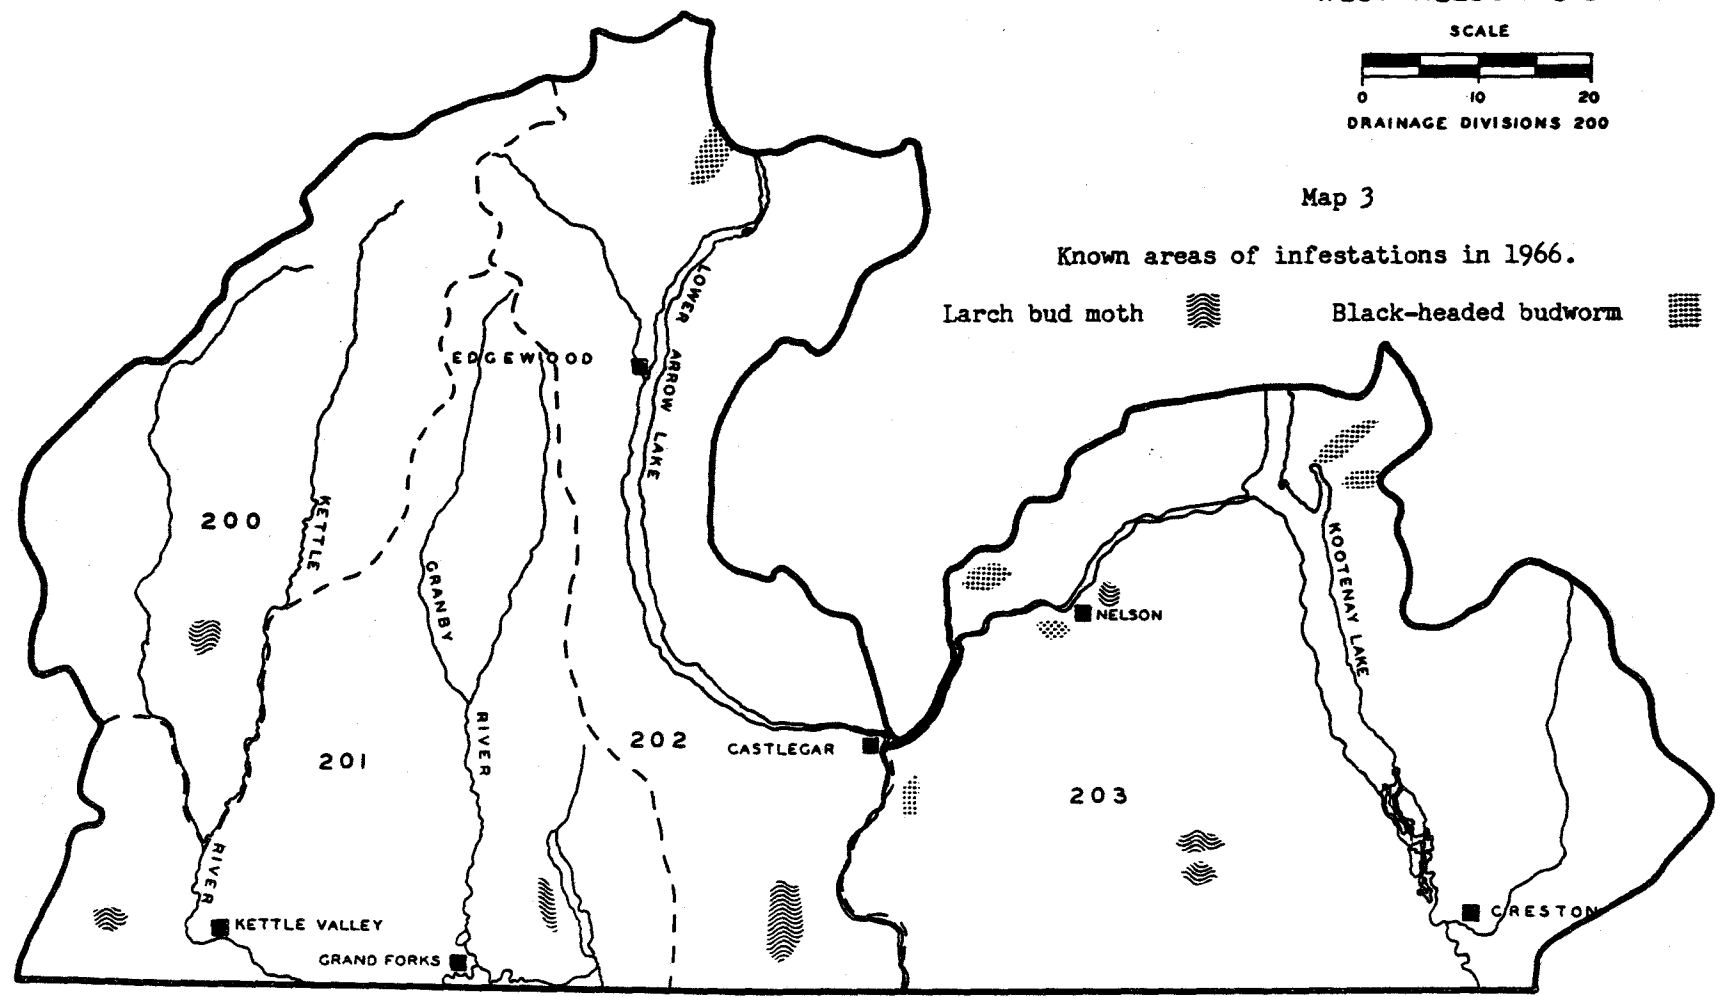 SCALE
0 10 20
DRAINAGE DIVISIONS 200
Map 3
Known areas of infestations in 1966.
Larch bud moth
Black-headed budworm
LOWER ARROW LAKE
EDGEWOOD
200
KETTLE
RIVER
GRANBY
RIVER
KOOTENAY LAKE
NELSON
201
202
CASTLEGAR
203
KETTLE VALLEY
GRAND FORKS
CRESTON